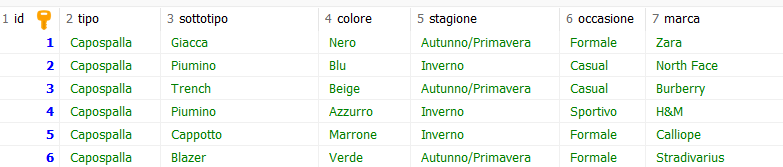 1 id 2 tipo 3 sottotipo 4 colore 5 stagione 6 occasione 7 marca
1 Capospalla Giacca Nero Autunno/Primavera Formale Zara
2 Capospalla Piumino Blu Inverno Casual North Face
3 Capospalla Trench Beige Autunno/Primavera Casual Burberry
4 Capospalla Piumino Azzurro Inverno Sportivo H&M
5 Capospalla Cappotto Marrone Inverno Formale Calliope
6 Capospalla Blazer Verde Autunno/Primavera Formale Stradivarius